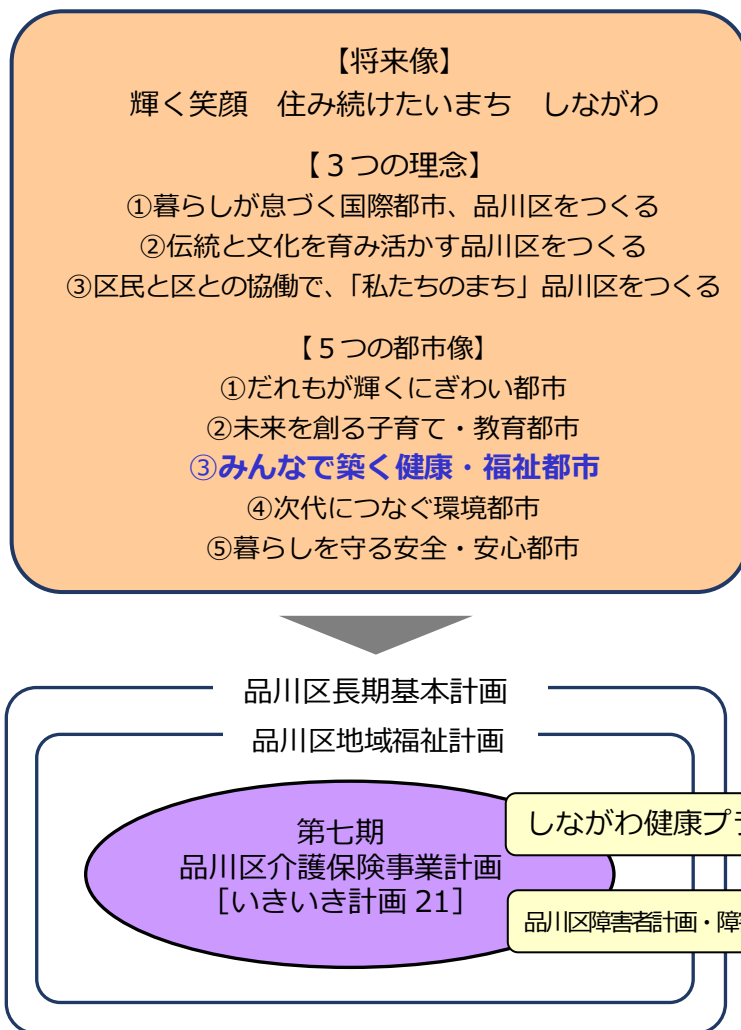 【将来像】
輝く笑顔　住み続けたいまち　しながわ
【３つの理念】
①暮らしが息づく国際都市、品川区をつくる
②伝統と文化を育み活かす品川区をつくる
③区民と区との協働で、「私たちのまち」品川区をつくる
【５つの都市像】
①だれもが輝くにぎわい都市
②未来を創る子育て・教育都市
③みんなで築く健康・福祉都市
④次代につなぐ環境都市
⑤暮らしを守る安全・安心都市
品川区長期基本計画
品川区地域福祉計画
第七期
品川区介護保険事業計画
［いきいき計画 21］
しながわ健康プ
品川区障害者計画・障